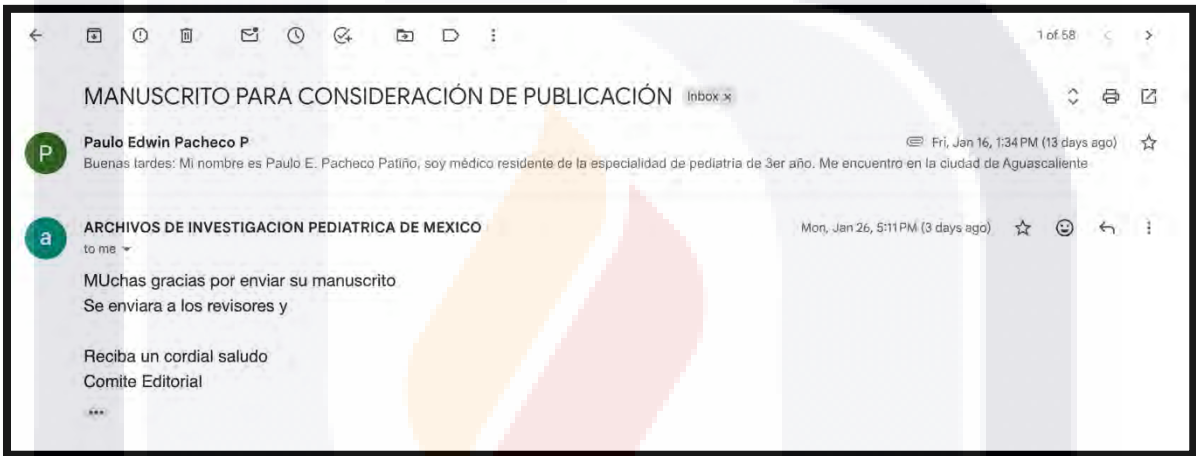 1 of 58
MANUSCRITO PARA CONSIDERACIÓN DE PUBLICACIÓN Inbox x
P
Paulo Edwin Pacheco P
Fri, Jan 16, 1:34 PM (13 days ago)
Buenas tardes: Mi nombre es Paulo E. Pacheco Patiño, soy médico residente de la especialidad de pediatría de 3er año. Me encuentro en la ciudad de Aguascaliente
a
ARCHIVOS DE INVESTIGACION PEDIATRICA DE MEXICO
Mon, Jan 26, 5:11 PM (3 days ago)
to me
MUchas gracias por enviar su manuscrito
Se enviara a los revisores y
Reciba un cordial saludo
Comite Editorial